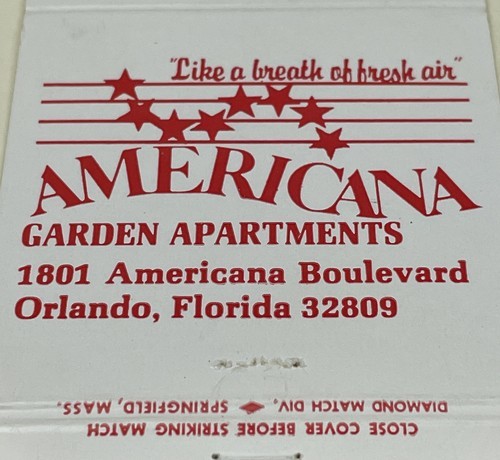 "Like a breath of fresh air"
AMERICANA
GARDEN APARTMENTS
1801 Americana Boulevard
Orlando, Florida 32809
CLOSE COVER BEFORE STRIKING MATCH
DIAMOND MATCH DIV. SPRINGFIELD, MASS.